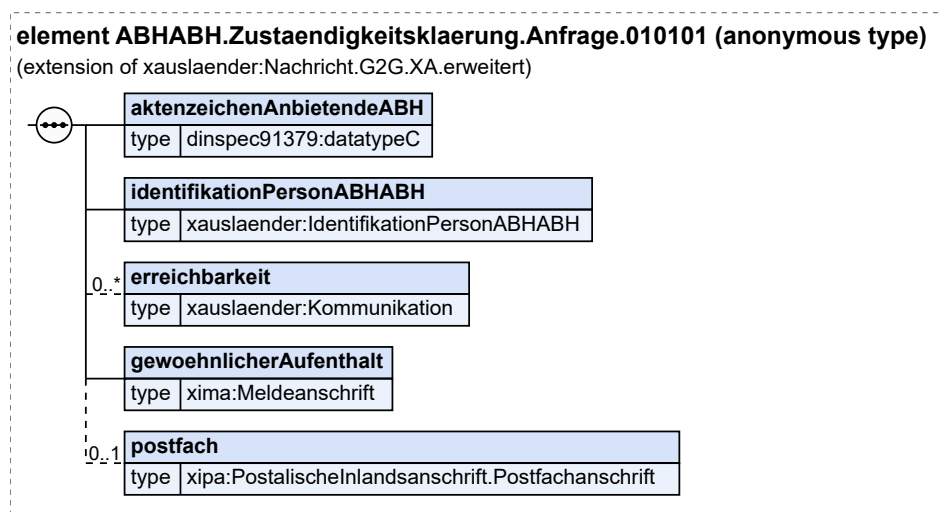 element ABHABH.Zustaendigkeitsklaerung.Anfrage.010101 (anonymous type)
(extension of xauslaender:Nachricht.G2G.XA.erweitert)
aktenzeichenAnbietendeABH
type dinspec91379:datatypeC
identifikationPersonABHABH
type xauslaender:IdentifikationPersonABHABH
0..* erreichbarkeit
type xauslaender:Kommunikation
gewoehnlicherAufenthalt
type xima:Meldeanschrift
0..1 postfach
type xipa:PostalischeInlandsanschrift.Postfachanschrift